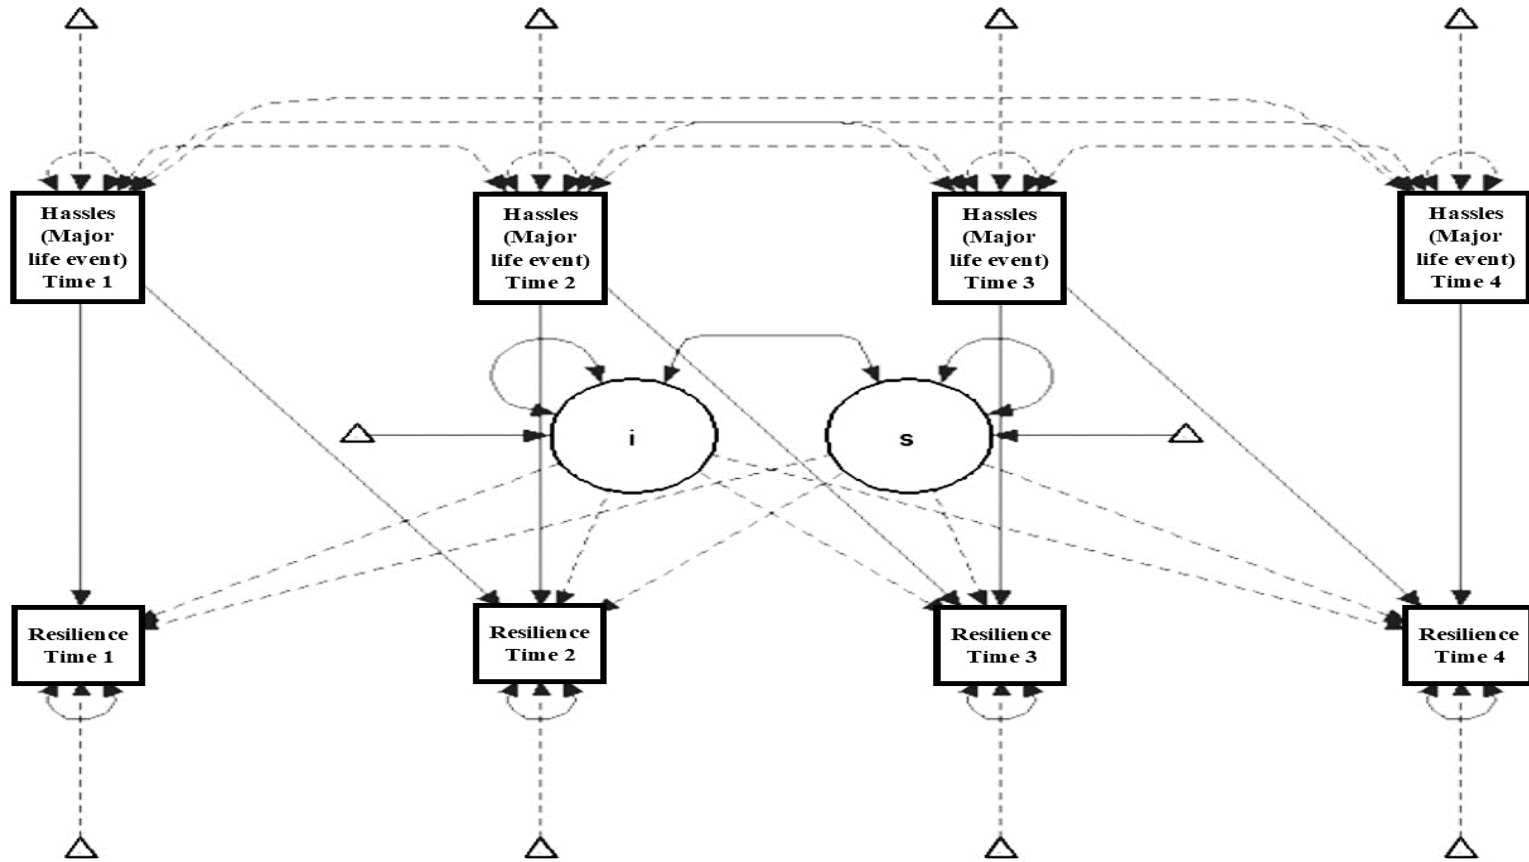 Hassles
(Major
life event)
Time 1
Hassles
(Major
life event)
Time 2
Hassles
(Major
life event)
Time 3
Hassles
(Major
life event)
Time 4
i
s
Resilience
Time 1
Resilience
Time 2
Resilience
Time 3
Resilience
Time 4